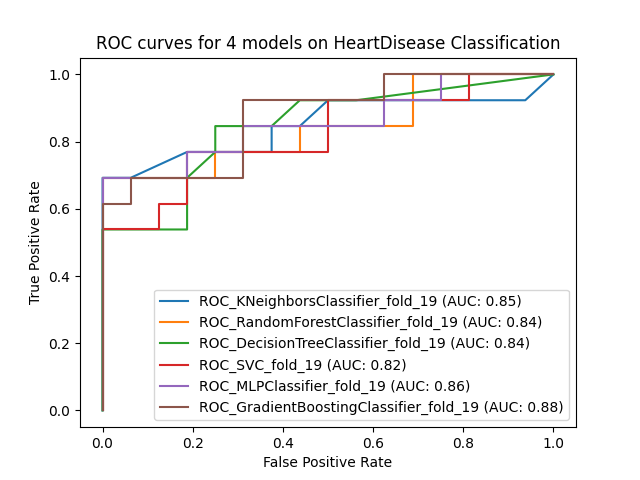 ROC curves for 4 models on HeartDisease Classification
True Positive Rate
1.0
0.8
0.6
0.4
0.2
0.0
ROC_KNeighborsClassifier_fold_19 (AUC: 0.85)
ROC_RandomForestClassifier_fold_19 (AUC: 0.84)
ROC_DecisionTreeClassifier_fold_19 (AUC: 0.84)
ROC_SVC_fold_19 (AUC: 0.82)
ROC_MLPClassifier_fold_19 (AUC: 0.86)
ROC_GradientBoostingClassifier_fold_19 (AUC: 0.88)
0.0 0.2 0.4 0.6 0.8 1.0
False Positive Rate